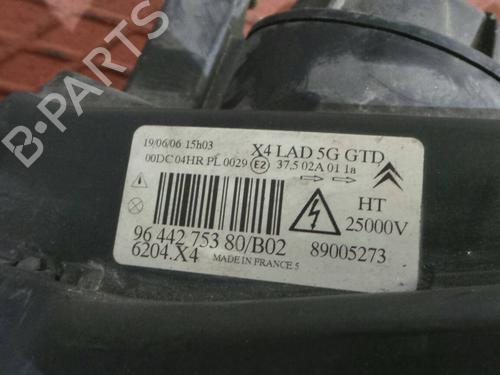 19/06/06 15h03
X4 LAD 5G GTD
00DC 04HR PL 0029 E2 37.5 02A 01 1a
HT
25000V
96 442 753 80/B02
89005273
6204.X4
MADE IN FRANCE 5
B-PARTS